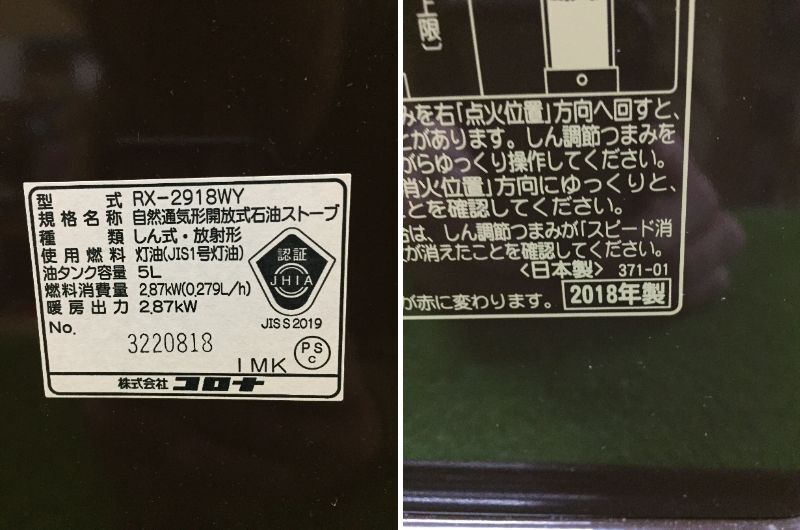 型式 RX-2918WY
規格名称 自然通気形開放式石油ストーブ
種類 しん式・放射形
使用燃料 灯油(JIS1号灯油)
油タンク容量 5L
燃料消費量 2.87kW(0.279L/h)
暖房出力 2.87kW
No. 3220818
認証
JHIA
JIS S 2019
1MK
PS
C
株式会社 コロナ
上限〕
みを右「点火位置」方向へ回すと、
とがあります。しん調節つまみを
がらゆっくり操作してください。
消火位置」方向にゆっくりと、
とを確認してください。
は、しん調節つまみが「スピード消
が消えたことを確認してください。
<日本製> 371-01
が赤に変わります。 2018年製